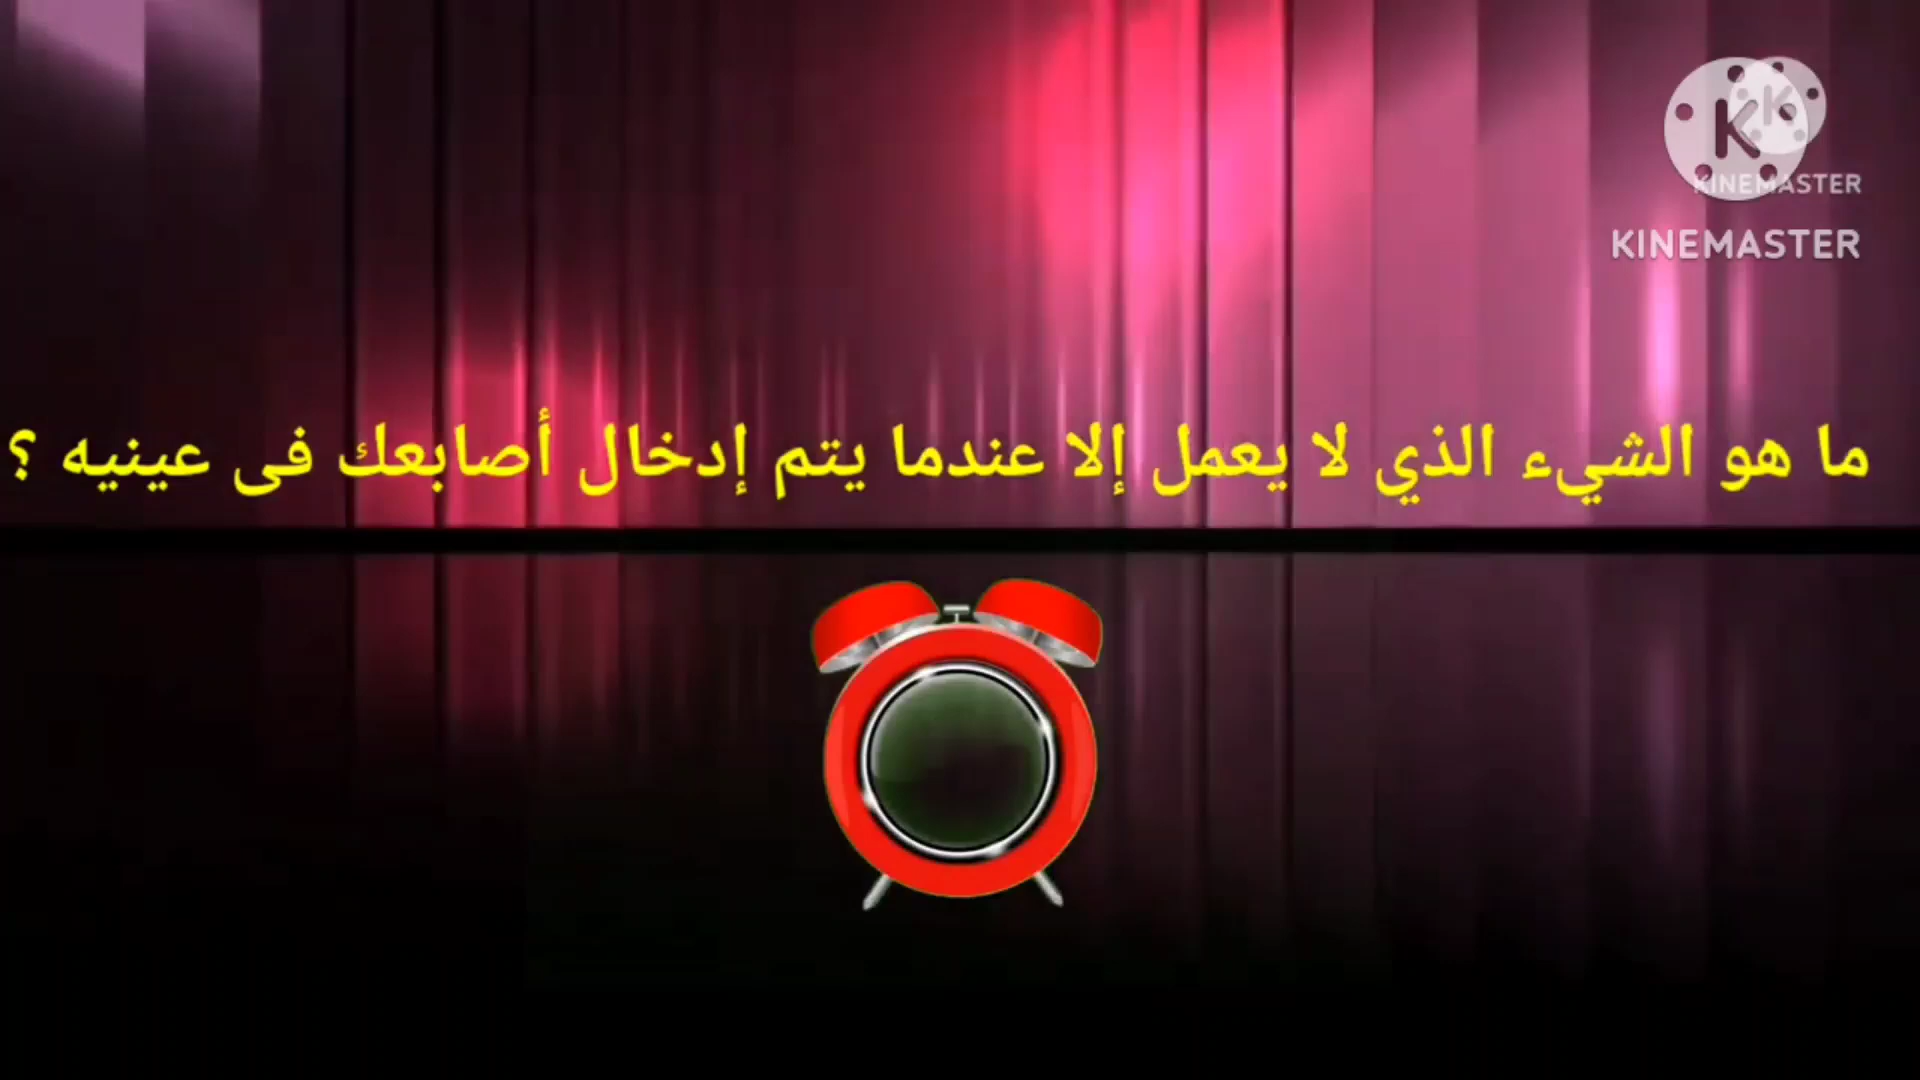 KINEMASTER
KINEMASTER
ما هو الشيء الذي لا يعمل إلا عندما يتم إدخال أصابعك فى عينيه ؟